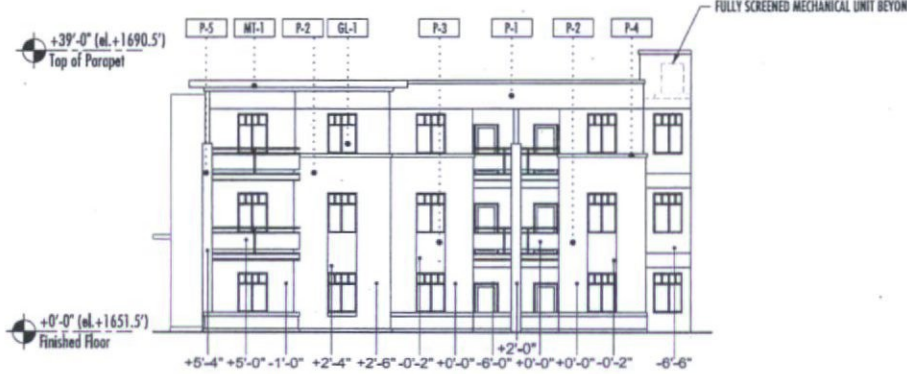 FULLY SCREENED MECHANICAL UNIT BEYON
P-5 MT-1 P-2 GL-1 P-3 P-1 P-2 P-4
+39'-0" (el.+1690.5')
Top of Parapet
+0'-0" (el.+1651.5')
Finished Floor
+2'-0"
+5'-4" +5'-0" -1'-0" +2'-4" +2'-6" -0'-2" +0'-0" -6'-0" +0'-0" +0'-0" -0'-2" -6'-6"